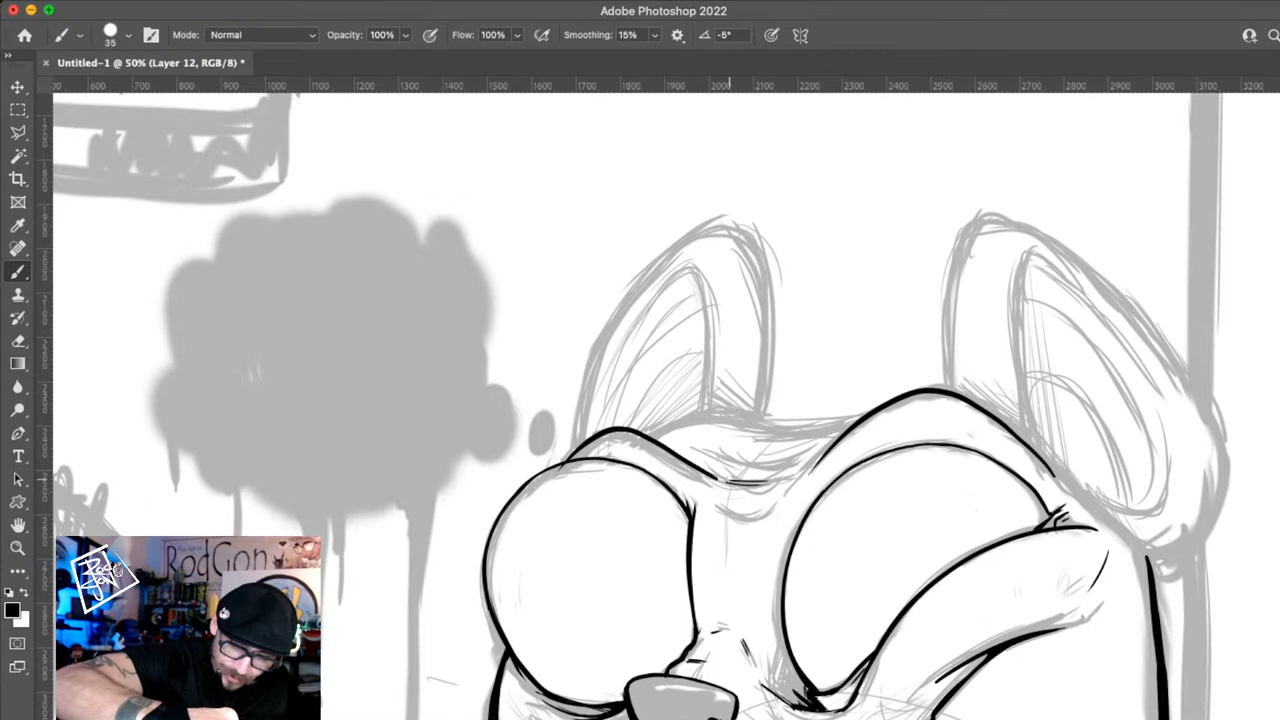 Adobe Photoshop 2022
35 Mode: Normal Opacity: 100% Flow: 100% Smoothing: 15% -5°
Untitled-1 @ 50% (Layer 12, RGB/8) *
600 700 800 900 1000 1100 1200 1300 1400 1500 1600 1700 1800 1900 2000 2100 2200 2300 2400 2500 2600 2700 2800 2900 3000 3100 3200
RodGon